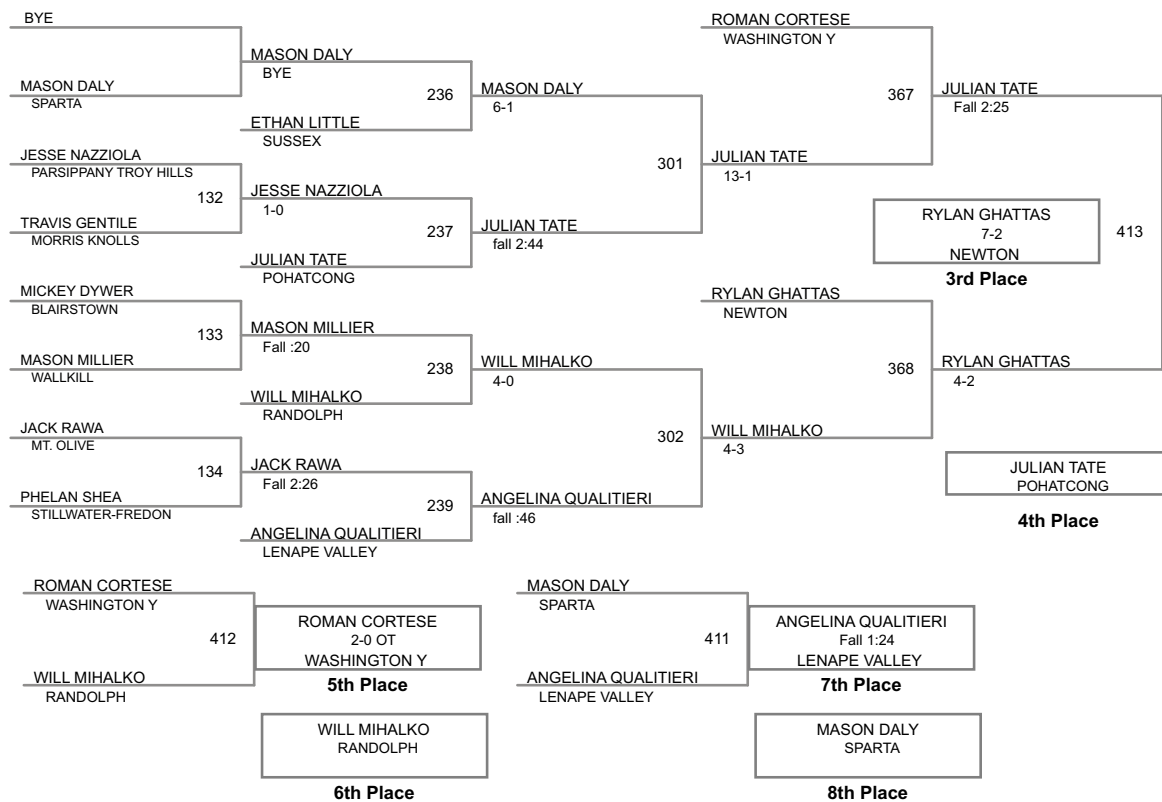 BYE
MASON DALY
SPARTA
JESSE NAZZIOLA
PARSIPPANY TROY HILLS
132
TRAVIS GENTILE
MORRIS KNOLLS
MICKEY DYWER
BLAIRSTOWN
133
MASON MILLIER
WALLKILL
JACK RAWA
MT. OLIVE
134
PHELAN SHEA
STILLWATER-FREDON
MASON DALY
BYE
236
ETHAN LITTLE
SUSSEX
JESSE NAZZIOLA
1-0
237
JULIAN TATE
POHATCONG
MASON MILLIER
Fall :20
238
WILL MIHALKO
RANDOLPH
JACK RAWA
Fall 2:26
239
ANGELINA QUALITIERI
LENAPE VALLEY
MASON DALY
6-1
301
JULIAN TATE
fall 2:44
WILL MIHALKO
4-0
302
ANGELINA QUALITIERI
fall :46
ROMAN CORTESE
WASHINGTON Y
367
JULIAN TATE
13-1
RYLAN GHATTAS
NEWTON
368
WILL MIHALKO
4-3
JULIAN TATE
Fall 2:25
RYLAN GHATTAS
7-2
NEWTON
413
3rd Place
RYLAN GHATTAS
4-2
JULIAN TATE
POHATCONG
4th Place
ROMAN CORTESE
WASHINGTON Y
412
WILL MIHALKO
RANDOLPH
ROMAN CORTESE
2-0 OT
WASHINGTON Y
5th Place
WILL MIHALKO
RANDOLPH
6th Place
MASON DALY
SPARTA
411
ANGELINA QUALITIERI
LENAPE VALLEY
ANGELINA QUALITIERI
Fall 1:24
LENAPE VALLEY
7th Place
MASON DALY
SPARTA
8th Place